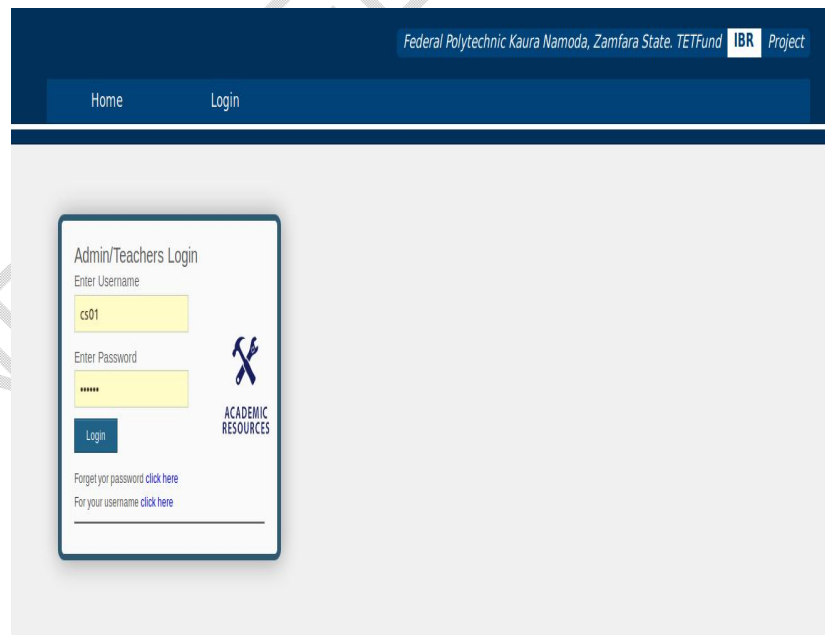 Federal Polytechnic Kaura Namoda, Zamfara State. TETFund IBR Project
Home Login
Admin/Teachers Login
Enter Username
cs01
Enter Password
••••••
ACADEMIC
RESOURCES
Login
Forget yor password click here
For your username click here